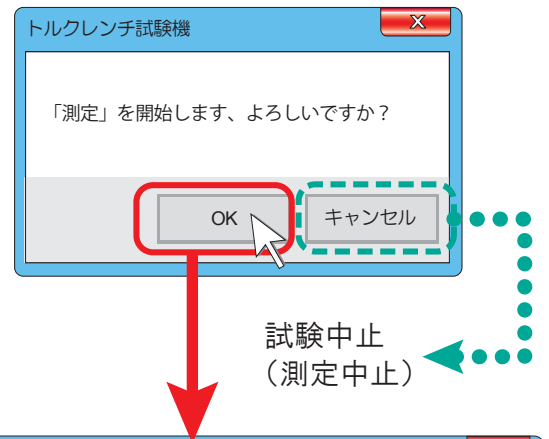 トルクレンチ試験機
X
「測定」を開始します、よろしいですか？
OK
キャンセル
試験中止
（測定中止）